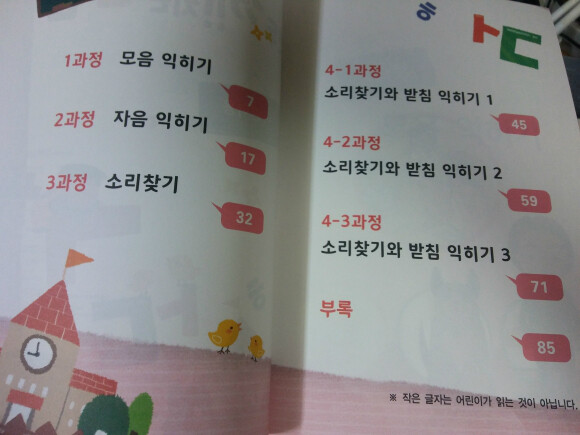 1과정 모음 익히기
7
2과정 자음 익히기
17
3과정 소리찾기
32
4-1과정
소리찾기와 받침 익히기 1
45
4-2과정
소리찾기와 받침 익히기 2
59
4-3과정
소리찾기와 받침 익히기 3
71
부록
85
※ 작은 글자는 어린이가 읽는 것이 아닙니다.